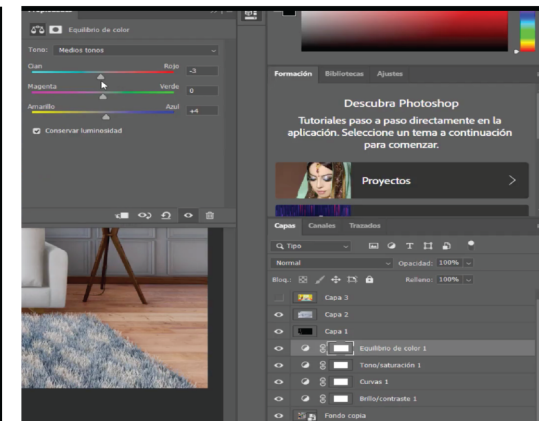 Propiedades
Equilibrio de color
Tono: Medios tonos
Cian Rojo -3
Magenta Verde 0
Amarillo Azul +4
Conservar luminosidad
Formación Bibliotecas Ajustes
Descubra Photoshop
Tutoriales paso a paso directamente en la
aplicación. Seleccione un tema a continuación
para comenzar.
Proyectos
Capas Canales Trazados
Tipo
Normal Opacidad: 100%
Bloq.: Relleno: 100%
Capa 3
Capa 2
Capa 1
Equilibrio de color 1
Tono/saturación 1
Curvas 1
Brillo/contraste 1
Fondo copia